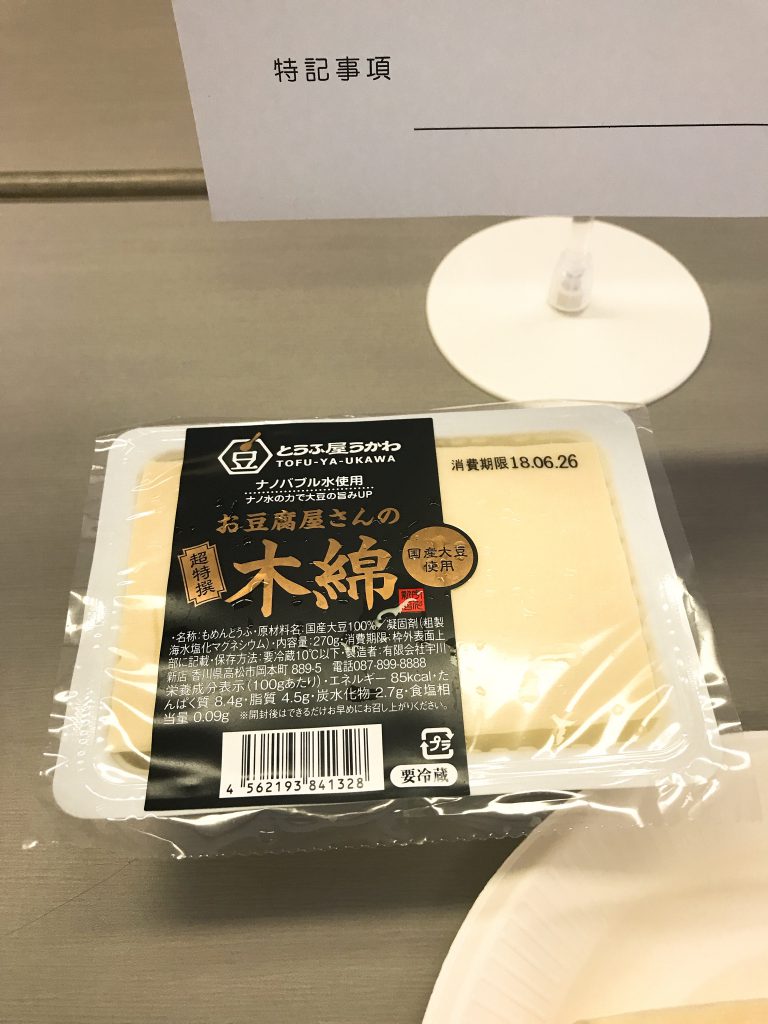 特記事項
豆
とうふ屋うかわ
TOFU-YA-UKAWA
消費期限18.06.26
ナノバブル水使用
ナノ水の力で大豆の旨みUP
お豆腐屋さんの
超特撰
木綿
国産大豆
使用
・名称:もめんとうふ・原材料名:国産大豆100%/凝固剤(粗製
海水塩化マグネシウム)・内容量:270g・消費期限:枠外表面上
部に記載・保存方法:要冷蔵10℃以下・製造者:有限会社宇川
新店 香川県高松市岡本町 889-5 電話087-899-8888
栄養成分表示(100gあたり)・エネルギー 85kcal・た
んぱく質 8.4g・脂質 4.5g・炭水化物 2.7g・食塩相
当量 0.09g ※開封後はできるだけお早めにお召し上がりください。
プラ
4 562193 841328
要冷蔵